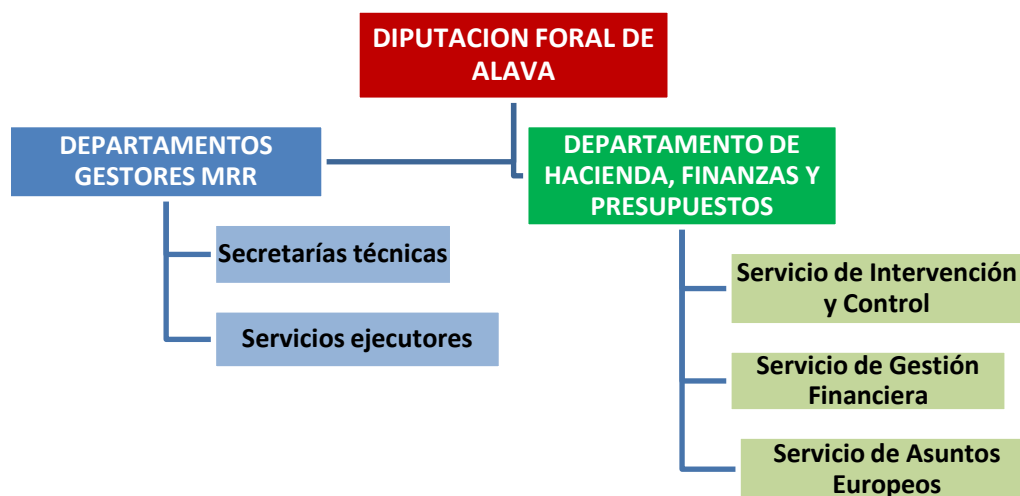 DIPUTACION FORAL DE
ALAVA
DEPARTAMENTOS
GESTORES MRR
DEPARTAMENTO DE
HACIENDA, FINANZAS Y
PRESUPUESTOS
Secretarías técnicas
Servicios ejecutores
Servicio de Intervención
y Control
Servicio de Gestión
Financiera
Servicio de Asuntos
Europeos